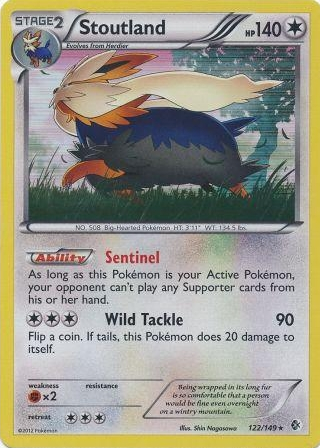 STAGE2 Stoutland HP140
Evolves from Herdier
NO. 508 Big-Hearted Pokémon HT: 3'11" WT: 134.5 lbs.
Ability Sentinel
As long as this Pokémon is your Active Pokémon,
your opponent can't play any Supporter cards from
his or her hand.
Wild Tackle 90
Flip a coin. If tails, this Pokémon does 20 damage to
itself.
weakness resistance
×2
retreat
Being wrapped in its long fur
is so comfortable that a person
would be fine even overnight
on a wintry mountain.
©2012 Pokémon Illus. Shin Nagasawa 122/149 ★